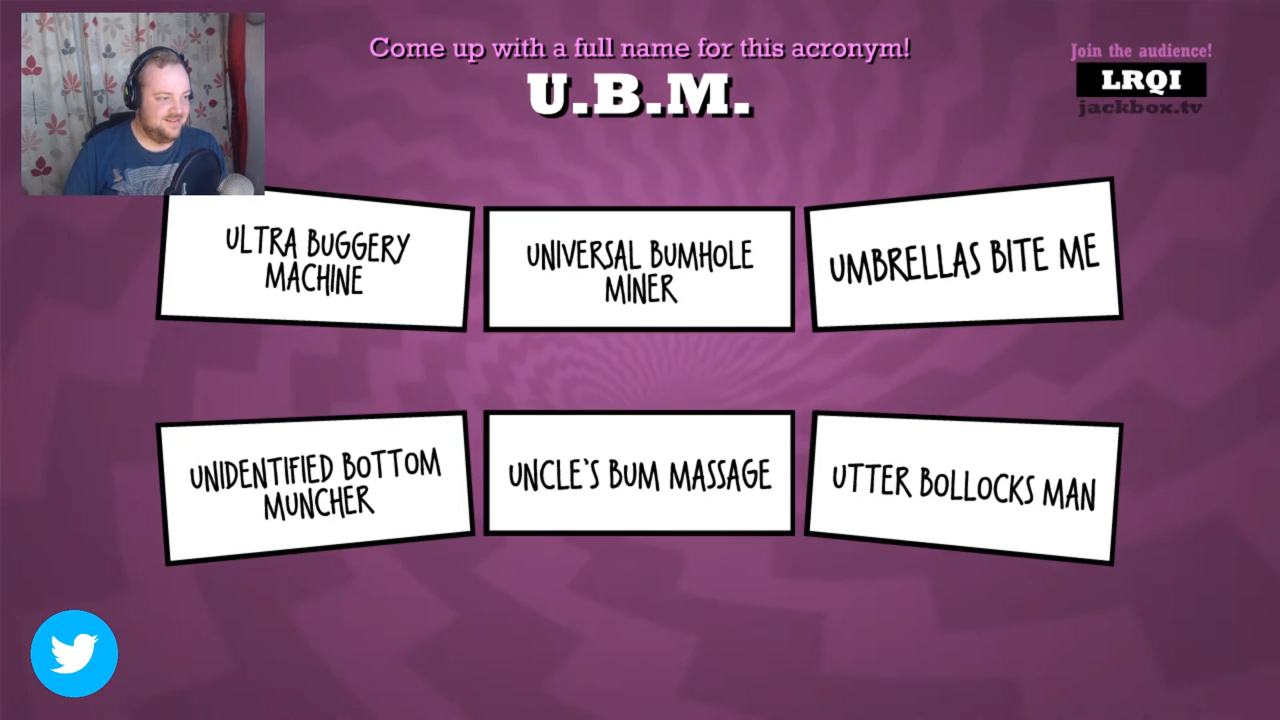 Come up with a full name for this acronym!
U.B.M.
Join the audience!
LRQI
jackbox.tv
ULTRA BUGGERY
MACHINE
UNIVERSAL BUMHOLE
MINER
UMBRELLAS BITE ME
UNIDENTIFIED BOTTOM
MUNCHER
UNCLE'S BUM MASSAGE
UTTER BOLLOCKS MAN